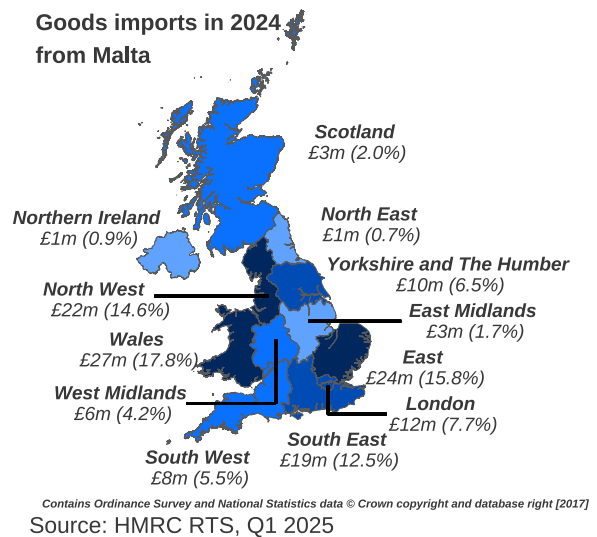 Goods imports in 2024
from Malta
Scotland
£3m (2.0%)
Northern Ireland
£1m (0.9%)
North East
£1m (0.7%)
Yorkshire and The Humber
£10m (6.5%)
North West
£22m (14.6%)
East Midlands
£3m (1.7%)
Wales
£27m (17.8%)
East
£24m (15.8%)
West Midlands
£6m (4.2%)
London
£12m (7.7%)
South East
£19m (12.5%)
South West
£8m (5.5%)
Contains Ordinance Survey and National Statistics data © Crown copyright and database right [2017]
Source: HMRC RTS, Q1 2025